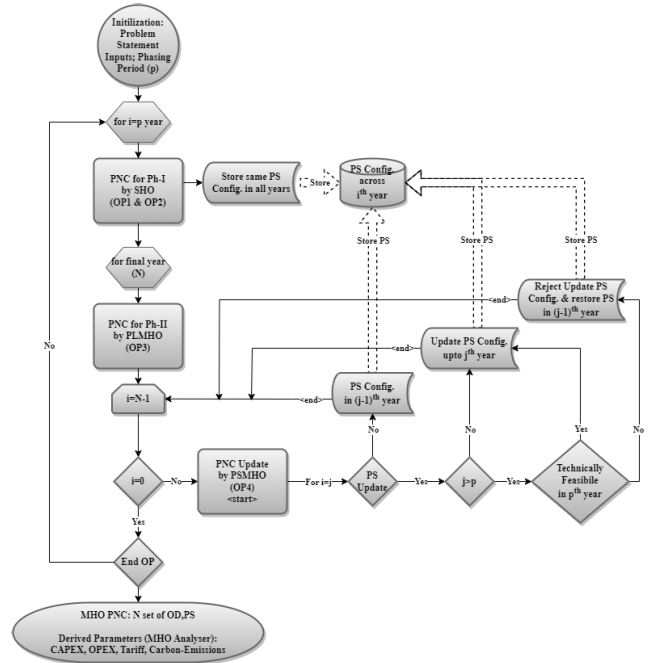 Initilization:
Problem
Statement
Inputs; Phasing
Period (p)
for i=p year
PNC for Ph-I
by SHO
(OP1 & OP2)
Store same PS
Config. in all years
Store
PS Config.
across
iᵗʰ year
for final year
(N)
Store PS
Store PS
Store PS
Reject Update PS
Config. & restore PS
in (j-1)ᵗʰ year
<end>
PNC for Ph-II
by PLMHO
(OP3)
No
Update PS Config.
upto jᵗʰ year
<end>
i=N-1
PS Config.
in (j-1)ᵗʰ year
<end>
No
No
Yes
No
i=0
No
PNC Update
by PSMHO
(OP4)
<start>
For i=j
PS
Update
Yes
j>p
Yes
Technically
Feasibile
in pᵗʰ year
Yes
End OP
MHO PNC: N set of OD,PS
Derived Parameters (MHO Analyser):
CAPEX, OPEX, Tariff, Carbon-Emissions